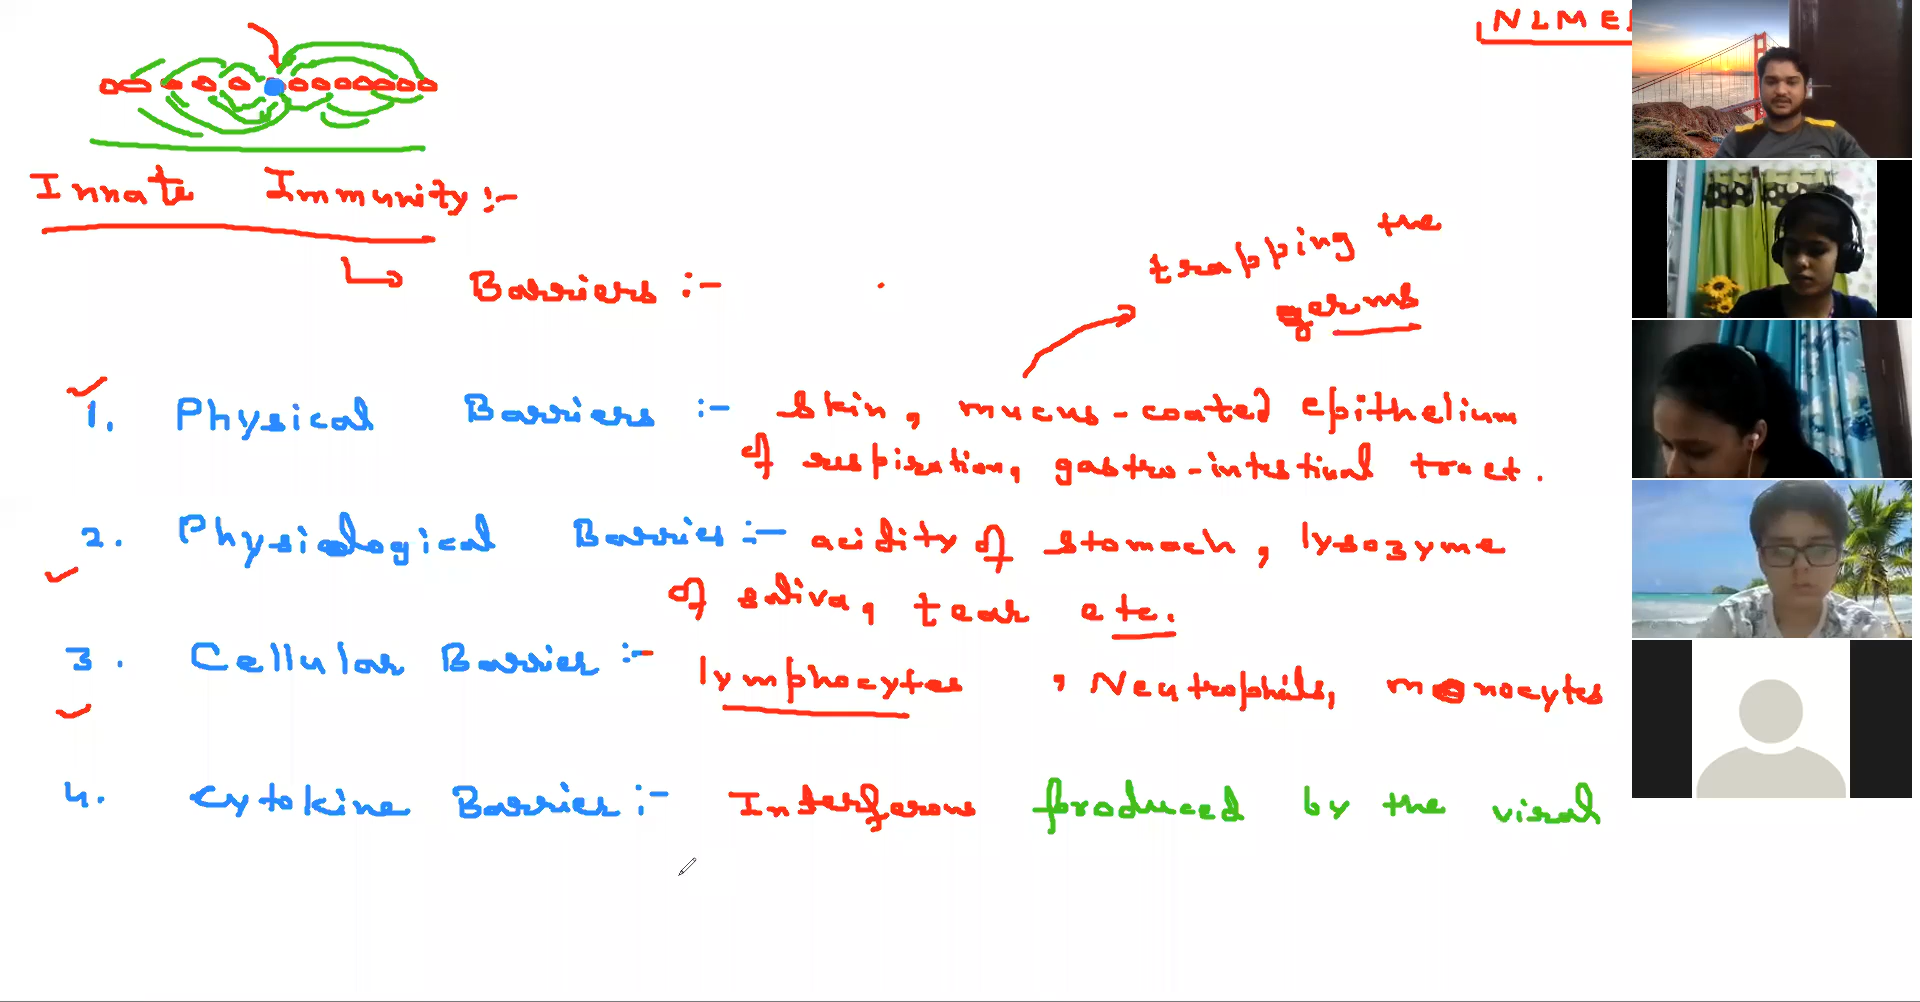 NLME
Innate Immunity :-
Barriers :-
trapping the
germs
1. Physical Barriers :- skin, mucus-coated epithelium
of respiration, gastro-intestinal tract.
2. Physiological Barrier :- acidity of stomach, lysozyme
of saliva, tear etc.
3. Cellular Barrier :- lymphocytes, Neutrophils, monocytes
4. Cytokine Barrier :- Interferons produced by the viral